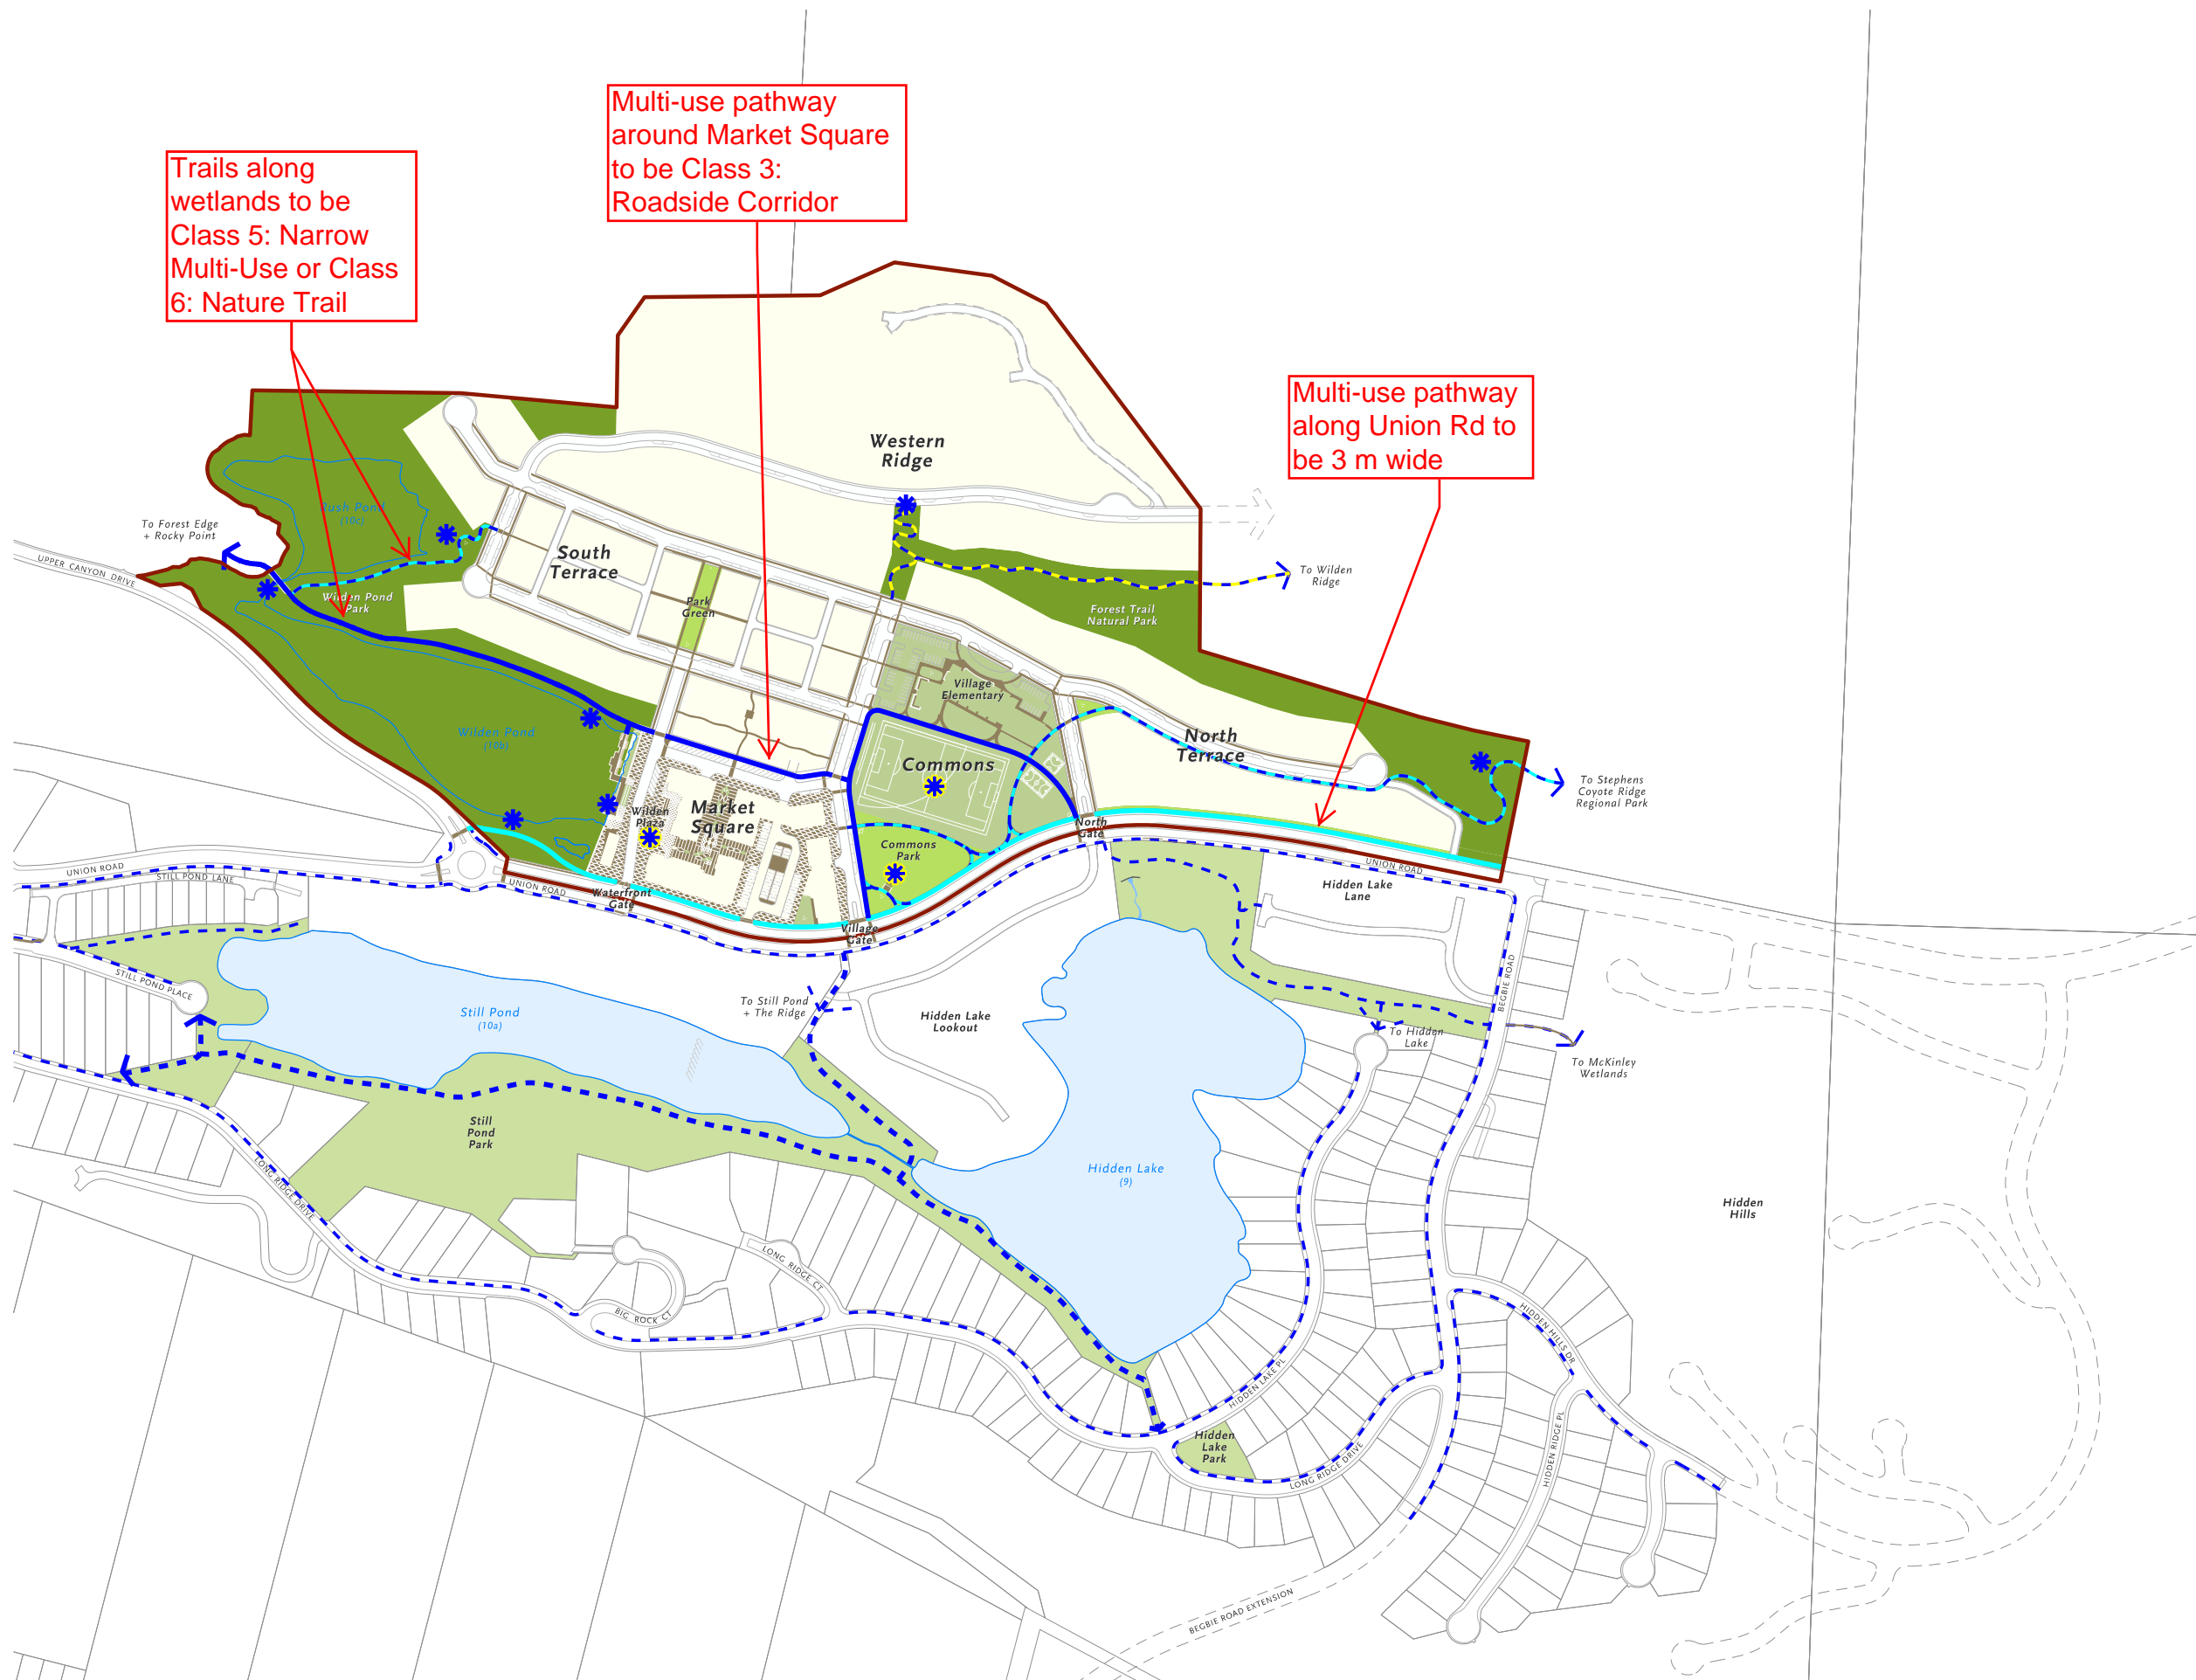 Multi-use pathway
around Market Square
to be Class 3:
Roadside Corridor
Trails along
wetlands to be
Class 5: Narrow
Multi-Use or Class
6: Nature Trail
Multi-use pathway
along Union Rd to
be 3 m wide
Western
Ridge
Rush Pond
(10c)
To Forest Edge
+ Rocky Point
UPPER CANYON DRIVE
South
Terrace
Wilden Pond
Park
Park
Green
To Wilden
Ridge
Forest Trail
Natural Park
Village
Elementary
Wilden Pond
(10b)
North
Terrace
Commons
To Stephens
Coyote Ridge
Regional Park
Wilden
Plaza
Market
Square
North
Gate
Commons
Park
UNION ROAD
STILL POND LANE
UNION ROAD
Waterfront
Gate
Village
Gate
UNION ROAD
Hidden Lake
Lane
STILL POND PLACE
BEGBIE ROAD
To Still Pond
+ The Ridge
Still Pond
(10a)
Hidden Lake
Lookout
To Hidden
Lake
To McKinley
Wetlands
Still
Pond
Park
LONG RIDGE DRIVE
Hidden Lake
(9)
Hidden
Hills
LONG RIDGE CT
BIG ROCK CT
HIDDEN HILLS DR
HIDDEN LAKE PL
Hidden
Lake
Park
LONG RIDGE DRIVE
HIDDEN RIDGE PL
BEGBIE ROAD EXTENSION